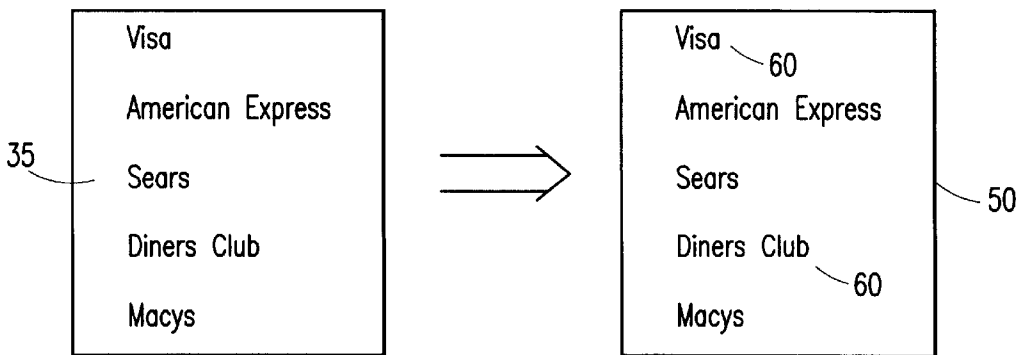 Visa
American Express
35
Sears
Diners Club
Macys
Visa
60
American Express
Sears
50
Diners Club
60
Macys